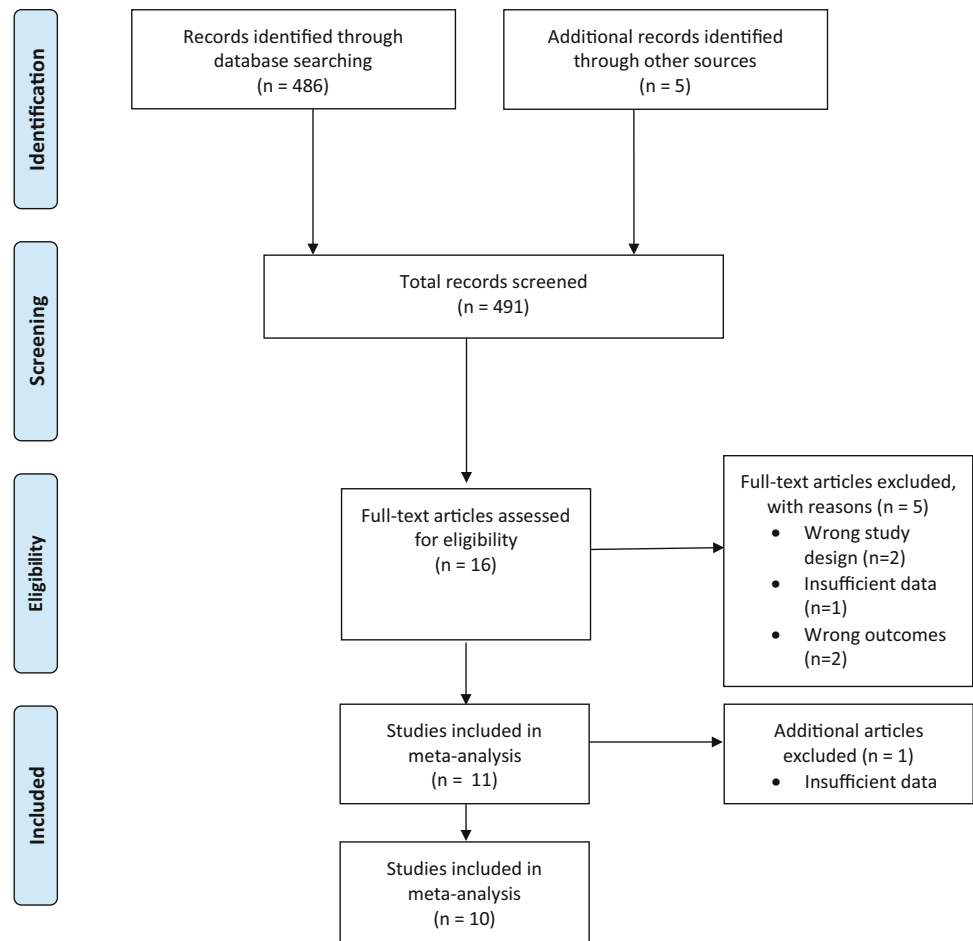 Identification
Records identified through
database searching
(n = 486)
Additional records identified
through other sources
(n = 5)
Screening
Total records screened
(n = 491)
Eligibility
Full-text articles assessed
for eligibility
(n = 16)
Full-text articles excluded,
with reasons (n = 5)
• Wrong study
design (n=2)
• Insufficient data
(n=1)
• Wrong outcomes
(n=2)
Included
Studies included in
meta-analysis
(n = 11)
Additional articles
excluded (n = 1)
• Insufficient data
Studies included in
meta-analysis
(n = 10)